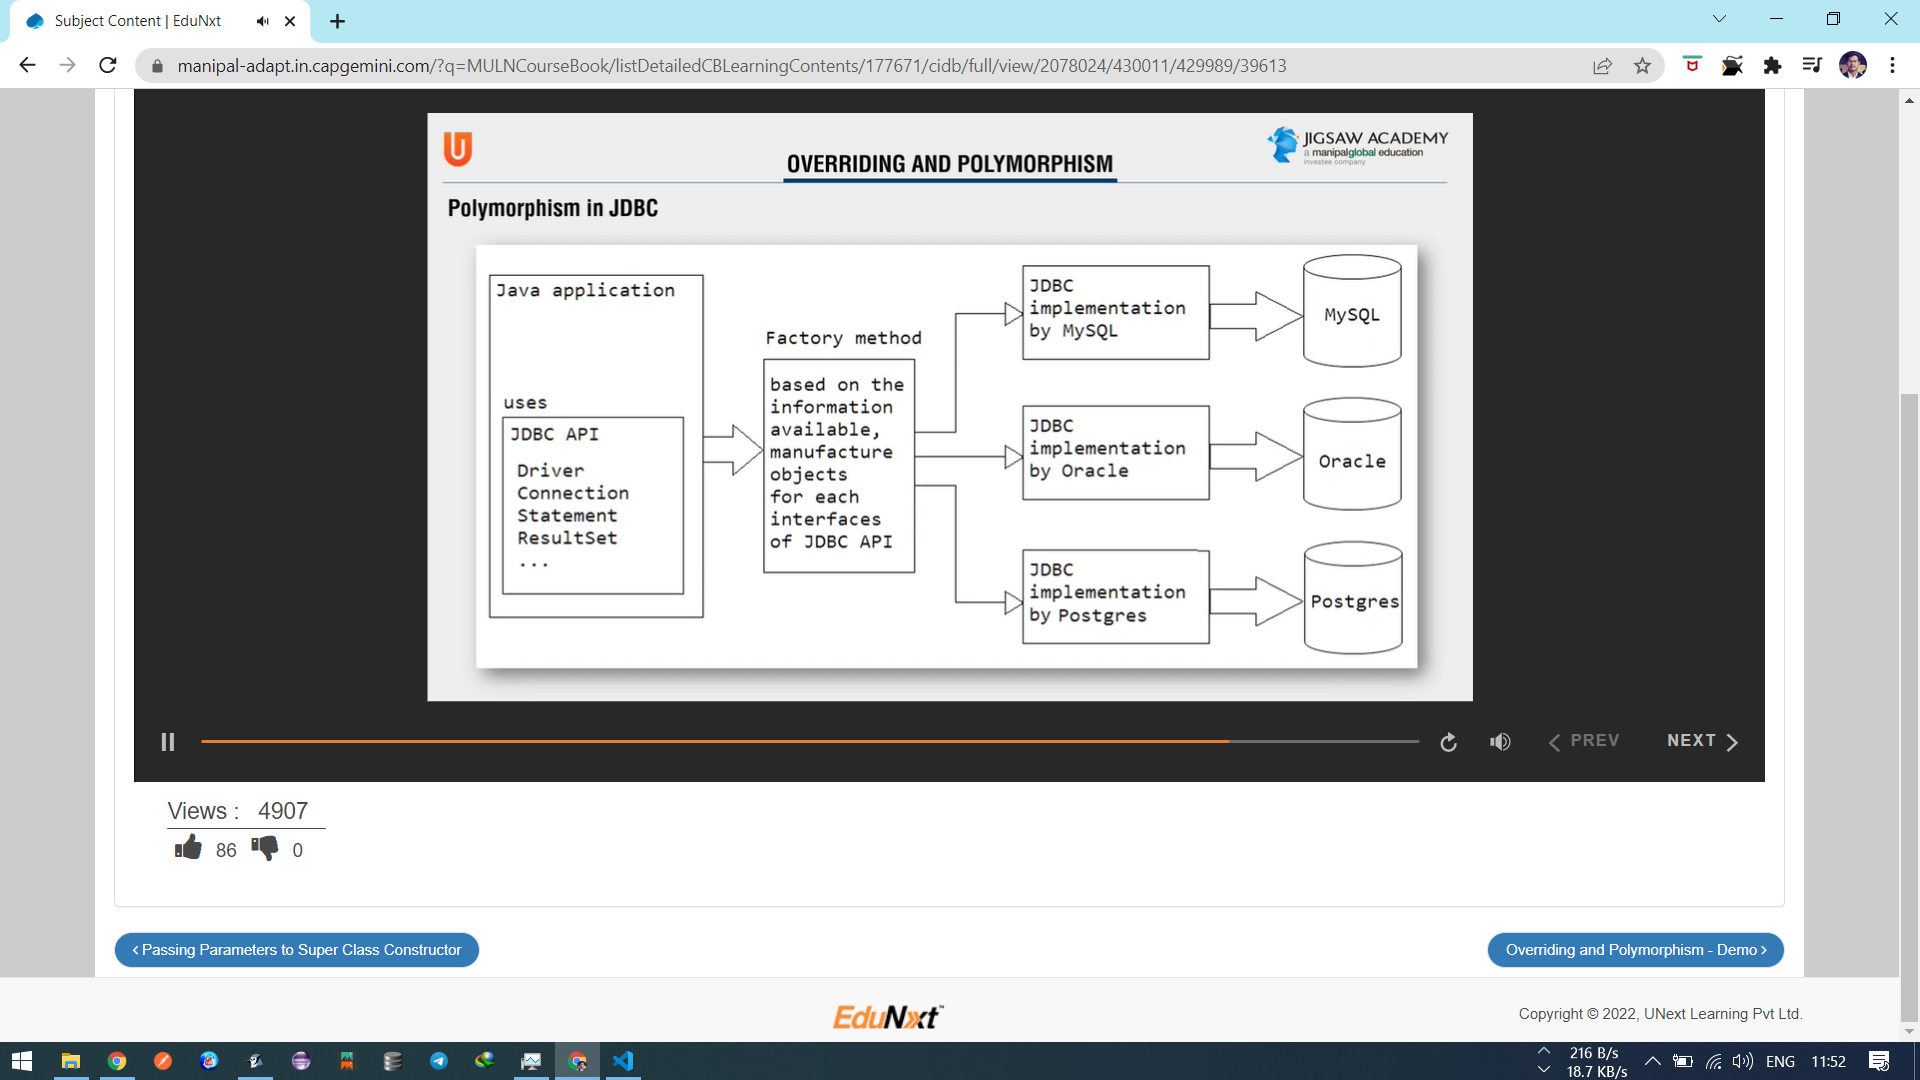 Subject Content | EduNxt
manipal-adapt.in.capgemini.com/?q=MULNCourseBook/listDetailedCBLearningContents/177671/cidb/full/view/2078024/430011/429989/39613
U
JIGSAW ACADEMY
a manipalglobal education
investee company
OVERRIDING AND POLYMORPHISM
Polymorphism in JDBC
Java application
uses
JDBC API
Driver
Connection
Statement
ResultSet
...
Factory method
based on the
information
available,
manufacture
objects
for each
interfaces
of JDBC API
JDBC
implementation
by MySQL
MySQL
JDBC
implementation
by Oracle
Oracle
JDBC
implementation
by Postgres
Postgres
PREV
NEXT
Views : 4907
86 0
‹ Passing Parameters to Super Class Constructor
Overriding and Polymorphism - Demo ›
EduNxt™
Copyright © 2022, UNext Learning Pvt Ltd.
216 B/s
18.7 KB/s
ENG
11:52